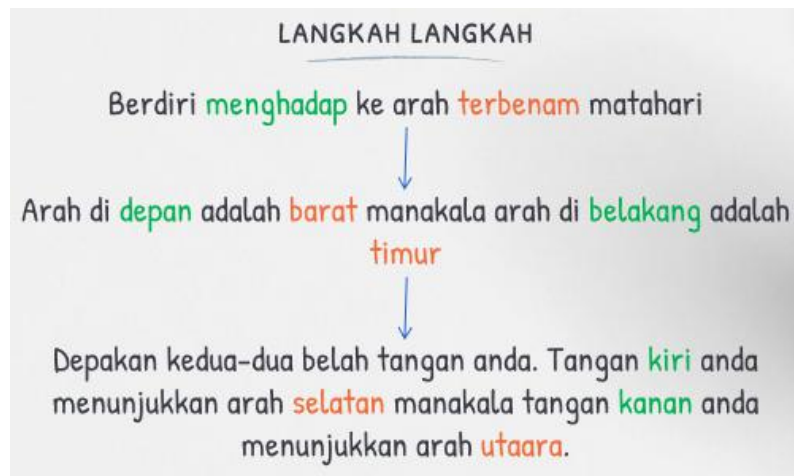 LANGKAH LANGKAH
Berdiri menghadap ke arah terbenam matahari
Arah di depan adalah barat manakala arah di belakang adalah
timur
Depakan kedua-dua belah tangan anda. Tangan kiri anda
menunjukkan arah selatan manakala tangan kanan anda
menunjukkan arah utaara.